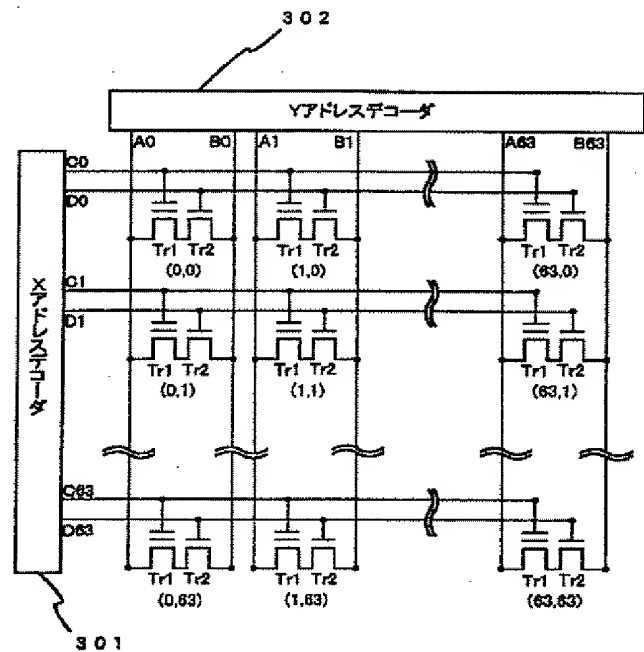 302
Yアドレスデコーダ
A0 B0 A1 B1 A63 B63
C0
D0
Tr1 Tr2 Tr1 Tr2 Tr1 Tr2
(0,0) (1,0) (63,0)
C1
D1
Tr1 Tr2 Tr1 Tr2 Tr1 Tr2
(0,1) (1,1) (63,1)
Xアドレスデコーダ
C63
D63
Tr1 Tr2 Tr1 Tr2 Tr1 Tr2
(0,63) (1,63) (63,63)
301